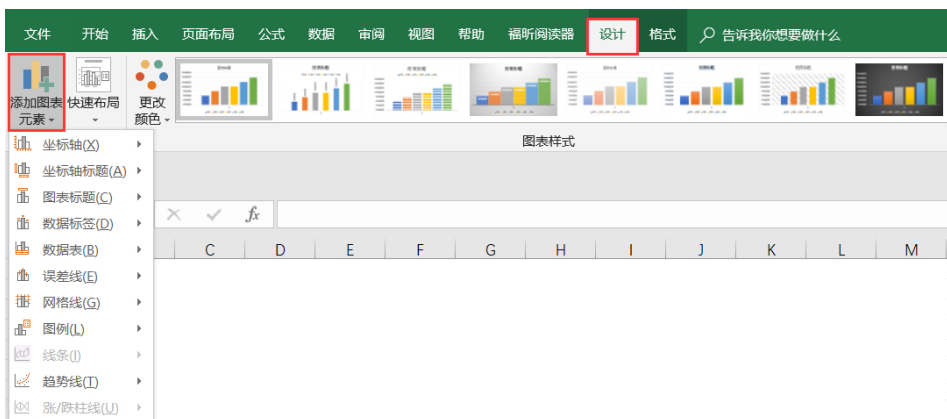 文件 开始 插入 页面布局 公式 数据 审阅 视图 帮助 福昕阅读器 设计 格式 告诉我你想要做什么
添加图表 快速布局 更改
元素 颜色
图表样式
坐标轴(X)
坐标轴标题(A)
图表标题(C)
数据标签(D)
fx
数据表(B)
C D E F G H I J K L M
误差线(E)
网格线(G)
图例(L)
线条(I)
趋势线(T)
涨/跌柱线(U)